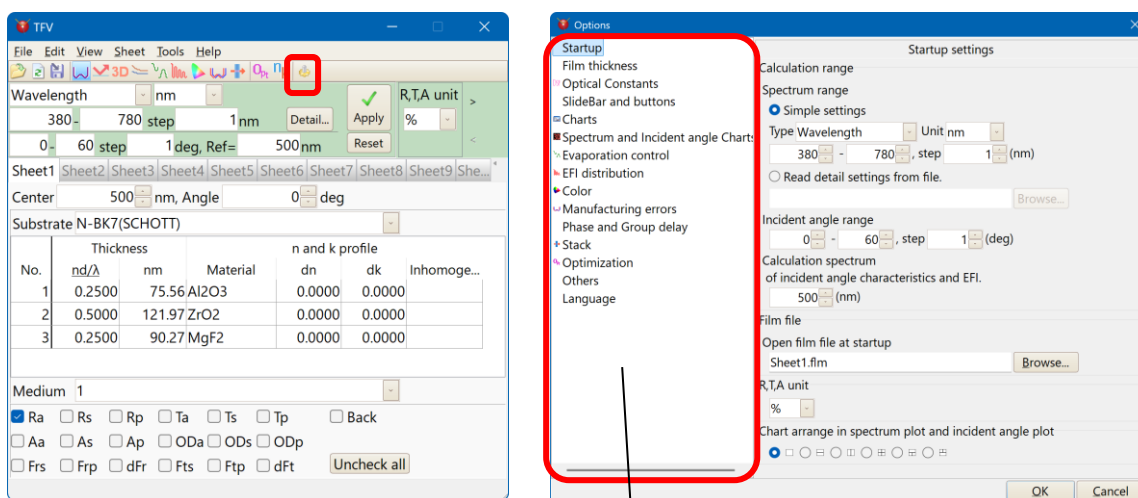 TFV
File Edit View Sheet Tools Help
3D Opt
Wavelength nm R,T,A unit >
380- 780 step 1 nm Detail... Apply %
0- 60 step 1 deg, Ref= 500 nm Reset <
Sheet1 Sheet2 Sheet3 Sheet4 Sheet5 Sheet6 Sheet7 Sheet8 Sheet9 She...
Center 500 nm, Angle 0 deg
Substrate N-BK7(SCHOTT)
Thickness n and k profile
No. nd/λ nm Material dn dk Inhomoge...
1 0.2500 75.56 Al2O3 0.0000 0.0000
2 0.5000 121.97 ZrO2 0.0000 0.0000
3 0.2500 90.27 MgF2 0.0000 0.0000
Medium 1
Ra Rs Rp Ta Ts Tp Back
Aa As Ap ODa ODs ODp
Frs Frp dFr Fts Ftp dFt Uncheck all
Options
Startup
Film thickness
Optical Constants
SlideBar and buttons
Charts
Spectrum and Incident angle Charts
Evaporation control
EFI distribution
Color
Manufacturing errors
Phase and Group delay
Stack
Optimization
Others
Language
Startup settings
Calculation range
Spectrum range
Simple settings
Type Wavelength Unit nm
380 - 780 , step 1 (nm)
Read detail settings from file.
Browse...
Incident angle range
0 - 60 , step 1 (deg)
Calculation spectrum
of incident angle characteristics and EFI.
500 (nm)
Film file
Open film file at startup
Sheet1.flm Browse...
R,T,A unit
%
Chart arrange in spectrum plot and incident angle plot
OK Cancel